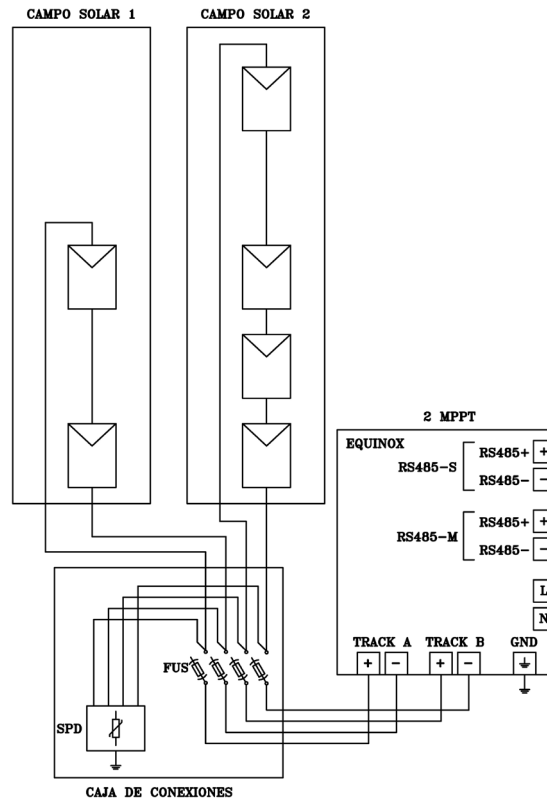 CAMPO SOLAR 1
CAMPO SOLAR 2
2 MPPT
EQUINOX
RS485-S
RS485+
+
RS485-
−
RS485-M
RS485+
+
RS485-
−
L
N
TRACK A
TRACK B
GND
+
−
+
−
FUS
SPD
CAJA DE CONEXIONES